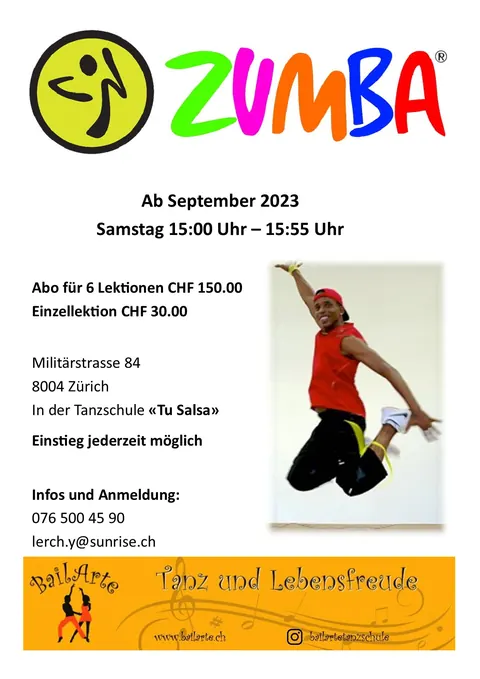 ZUMBA®
Ab September 2023
Samstag 15:00 Uhr – 15:55 Uhr
Abo für 6 Lektionen CHF 150.00
Einzellektion CHF 30.00
Militärstrasse 84
8004 Zürich
In der Tanzschule «Tu Salsa»
Einstieg jederzeit möglich
Infos und Anmeldung:
076 500 45 90
lerch.y@sunrise.ch
BailArte
Tanz und Lebensfreude
www.bailarte.ch
bailartetanzschule